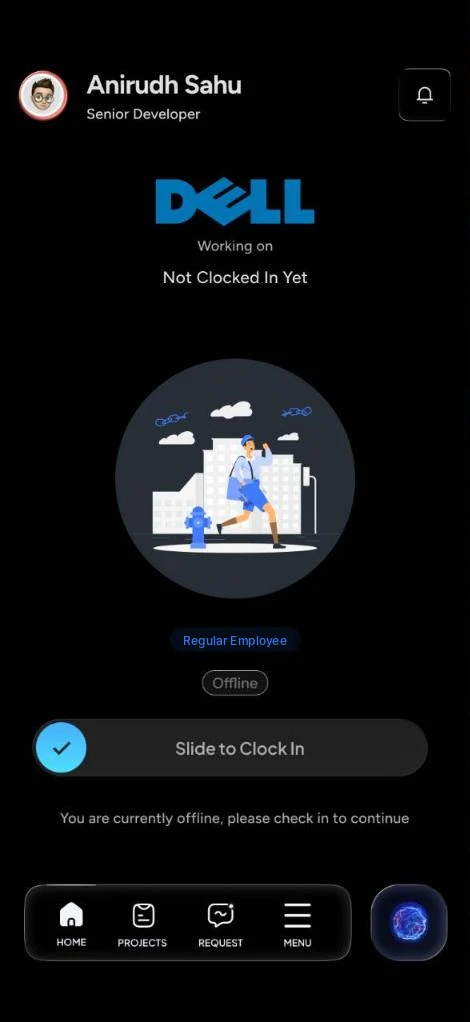 Anirudh Sahu
Senior Developer
DELL
Working on
Not Clocked In Yet
Regular Employee
Offline
Slide to Clock In
You are currently offline, please check in to continue
HOME
PROJECTS
REQUEST
MENU